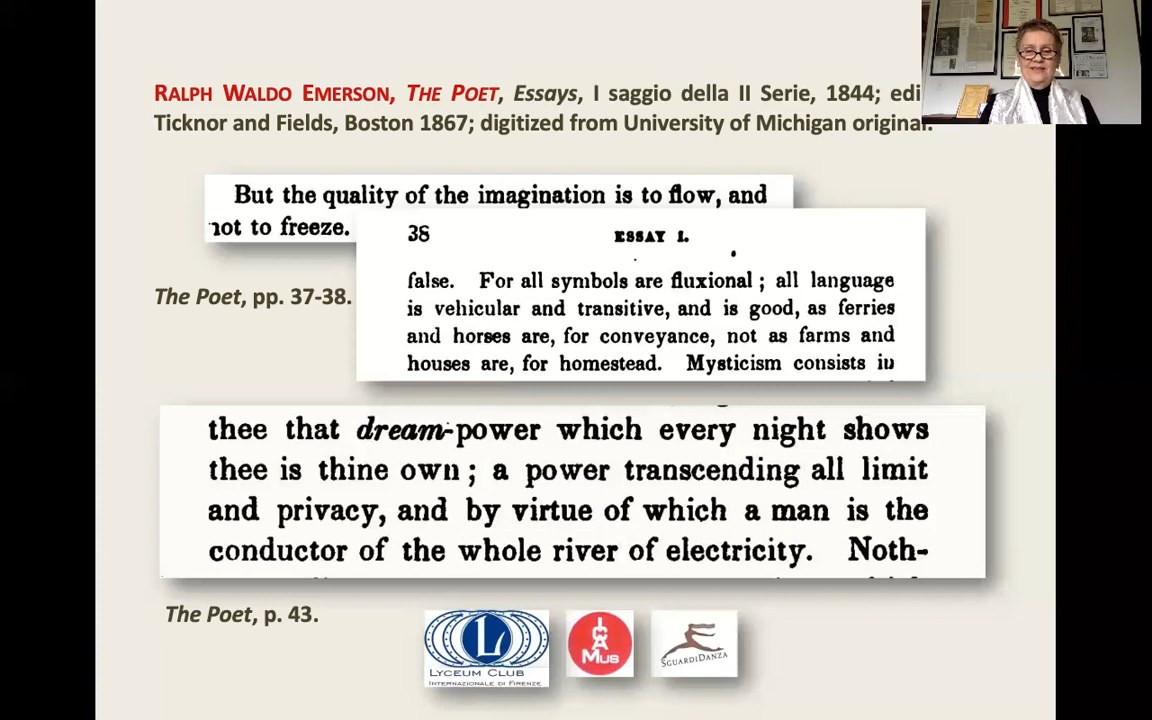 RALPH WALDO EMERSON, THE POET, Essays, I saggio della II Serie, 1844; edi
Ticknor and Fields, Boston 1867; digitized from University of Michigan original.
But the quality of the imagination is to flow, and
not to freeze.
38 ESSAY I.
false. For all symbols are fluxional; all language
is vehicular and transitive, and is good, as ferries
and horses are, for conveyance, not as farms and
houses are, for homestead. Mysticism consists in
The Poet, pp. 37-38.
thee that dream-power which every night shows
thee is thine own; a power transcending all limit
and privacy, and by virtue of which a man is the
conductor of the whole river of electricity. Noth-
The Poet, p. 43.
L
LYCEUM CLUB
INTERNAZIONALE DI FIRENZE
ICAMus
SGUARDIDANZA